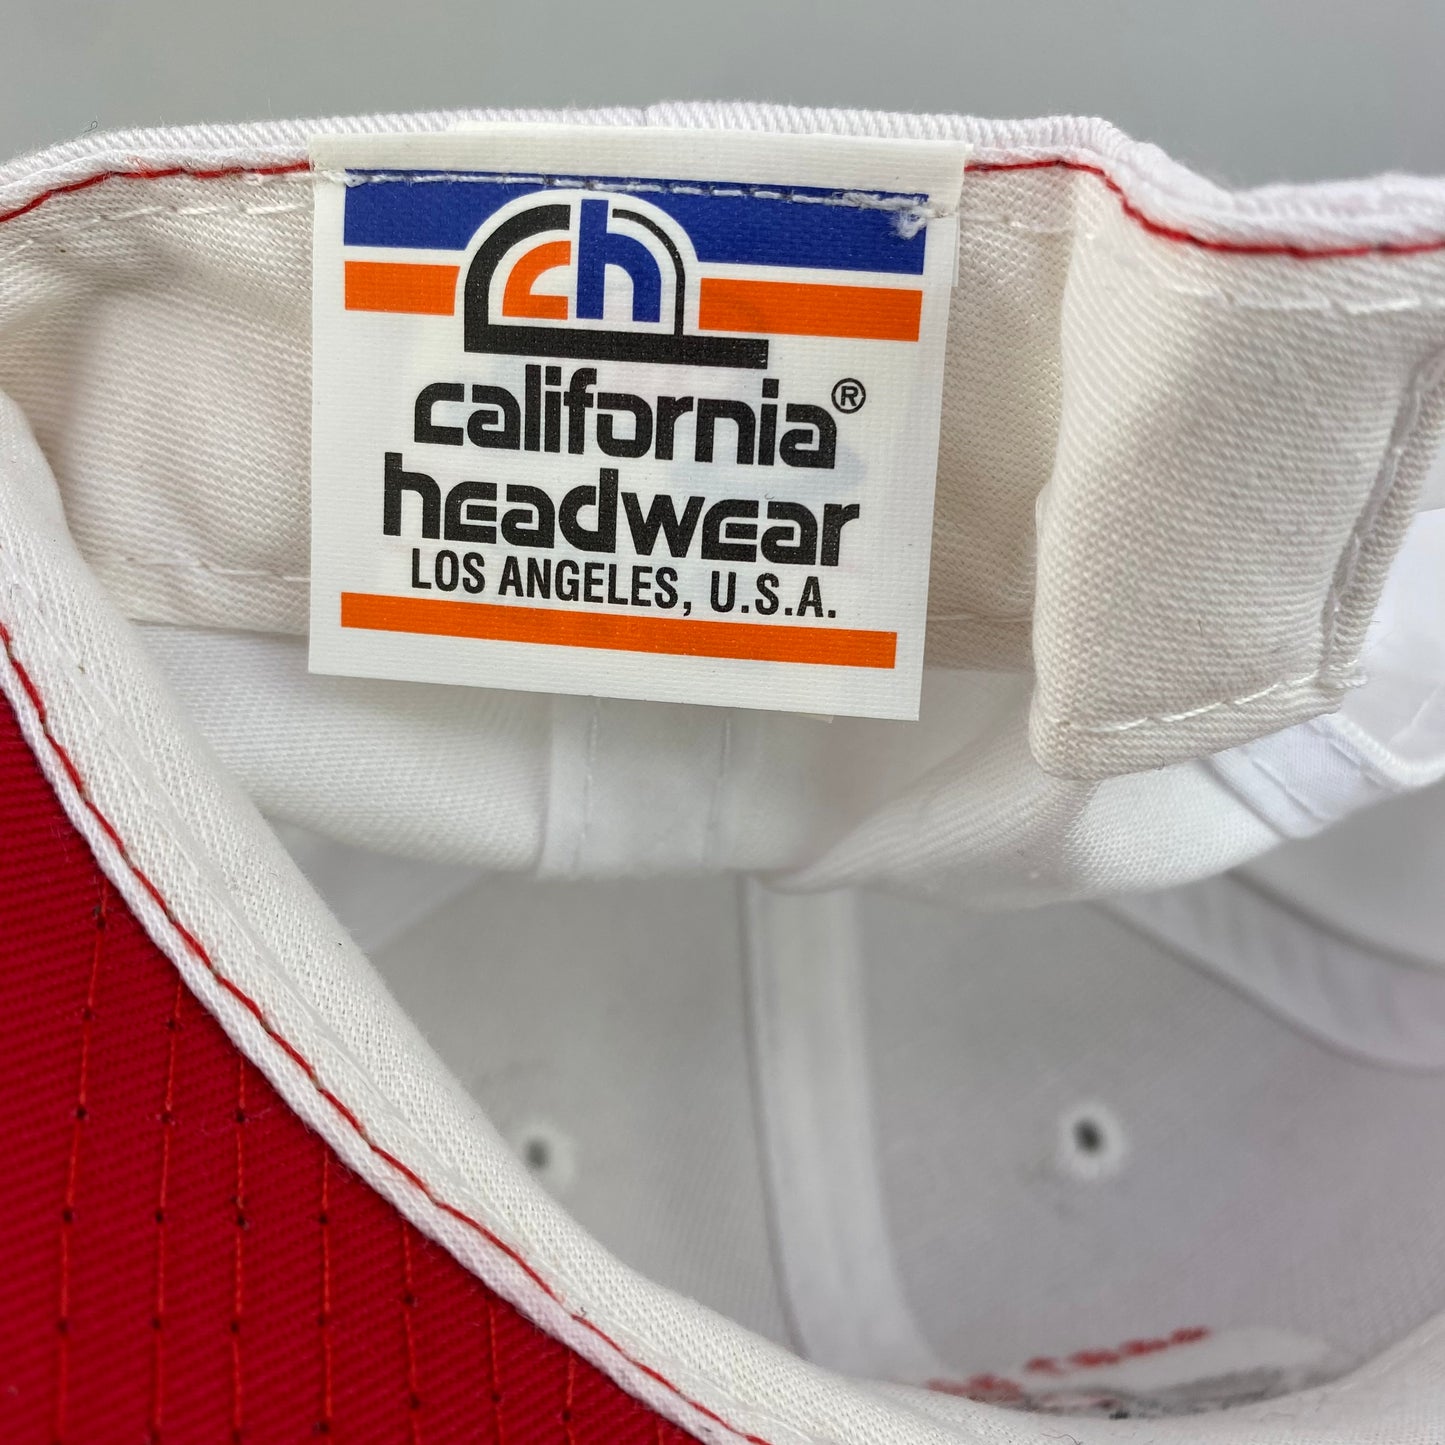 ch
california®
headwear
LOS ANGELES, U.S.A.